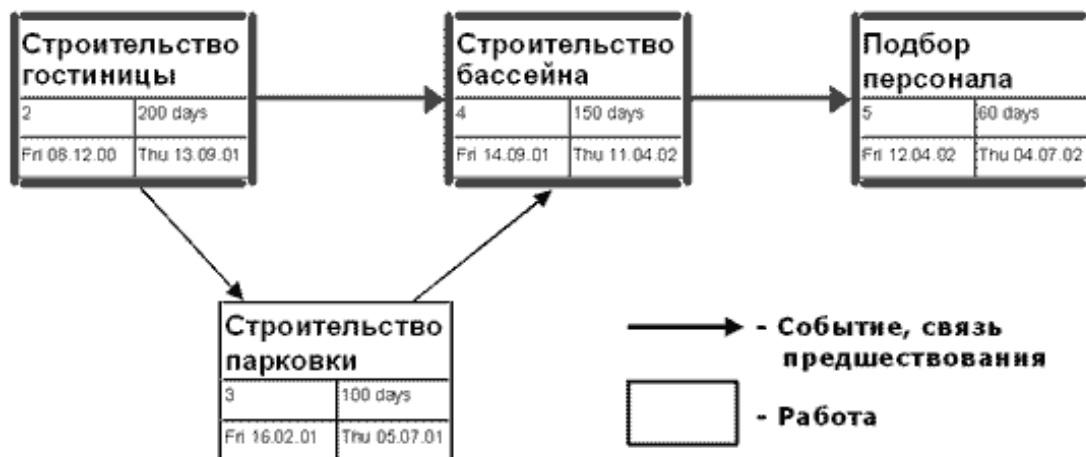 Строительство
гостиницы
2
200 days
Fri 08.12.00
Thu 13.09.01
Строительство
бассейна
4
150 days
Fri 14.09.01
Thu 11.04.02
Подбор
персонала
5
60 days
Fri 12.04.02
Thu 04.07.02
Строительство
парковки
3
100 days
Fri 16.02.01
Thu 05.07.01
- Событие, связь
предшествования
- Работа